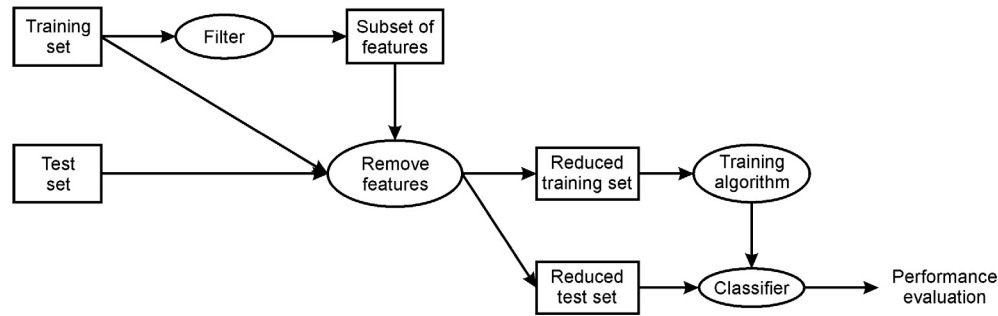 Training
set
Filter
Subset of
features
Test
set
Remove
features
Reduced
training set
Training
algorithm
Reduced
test set
Classifier
Performance
evaluation